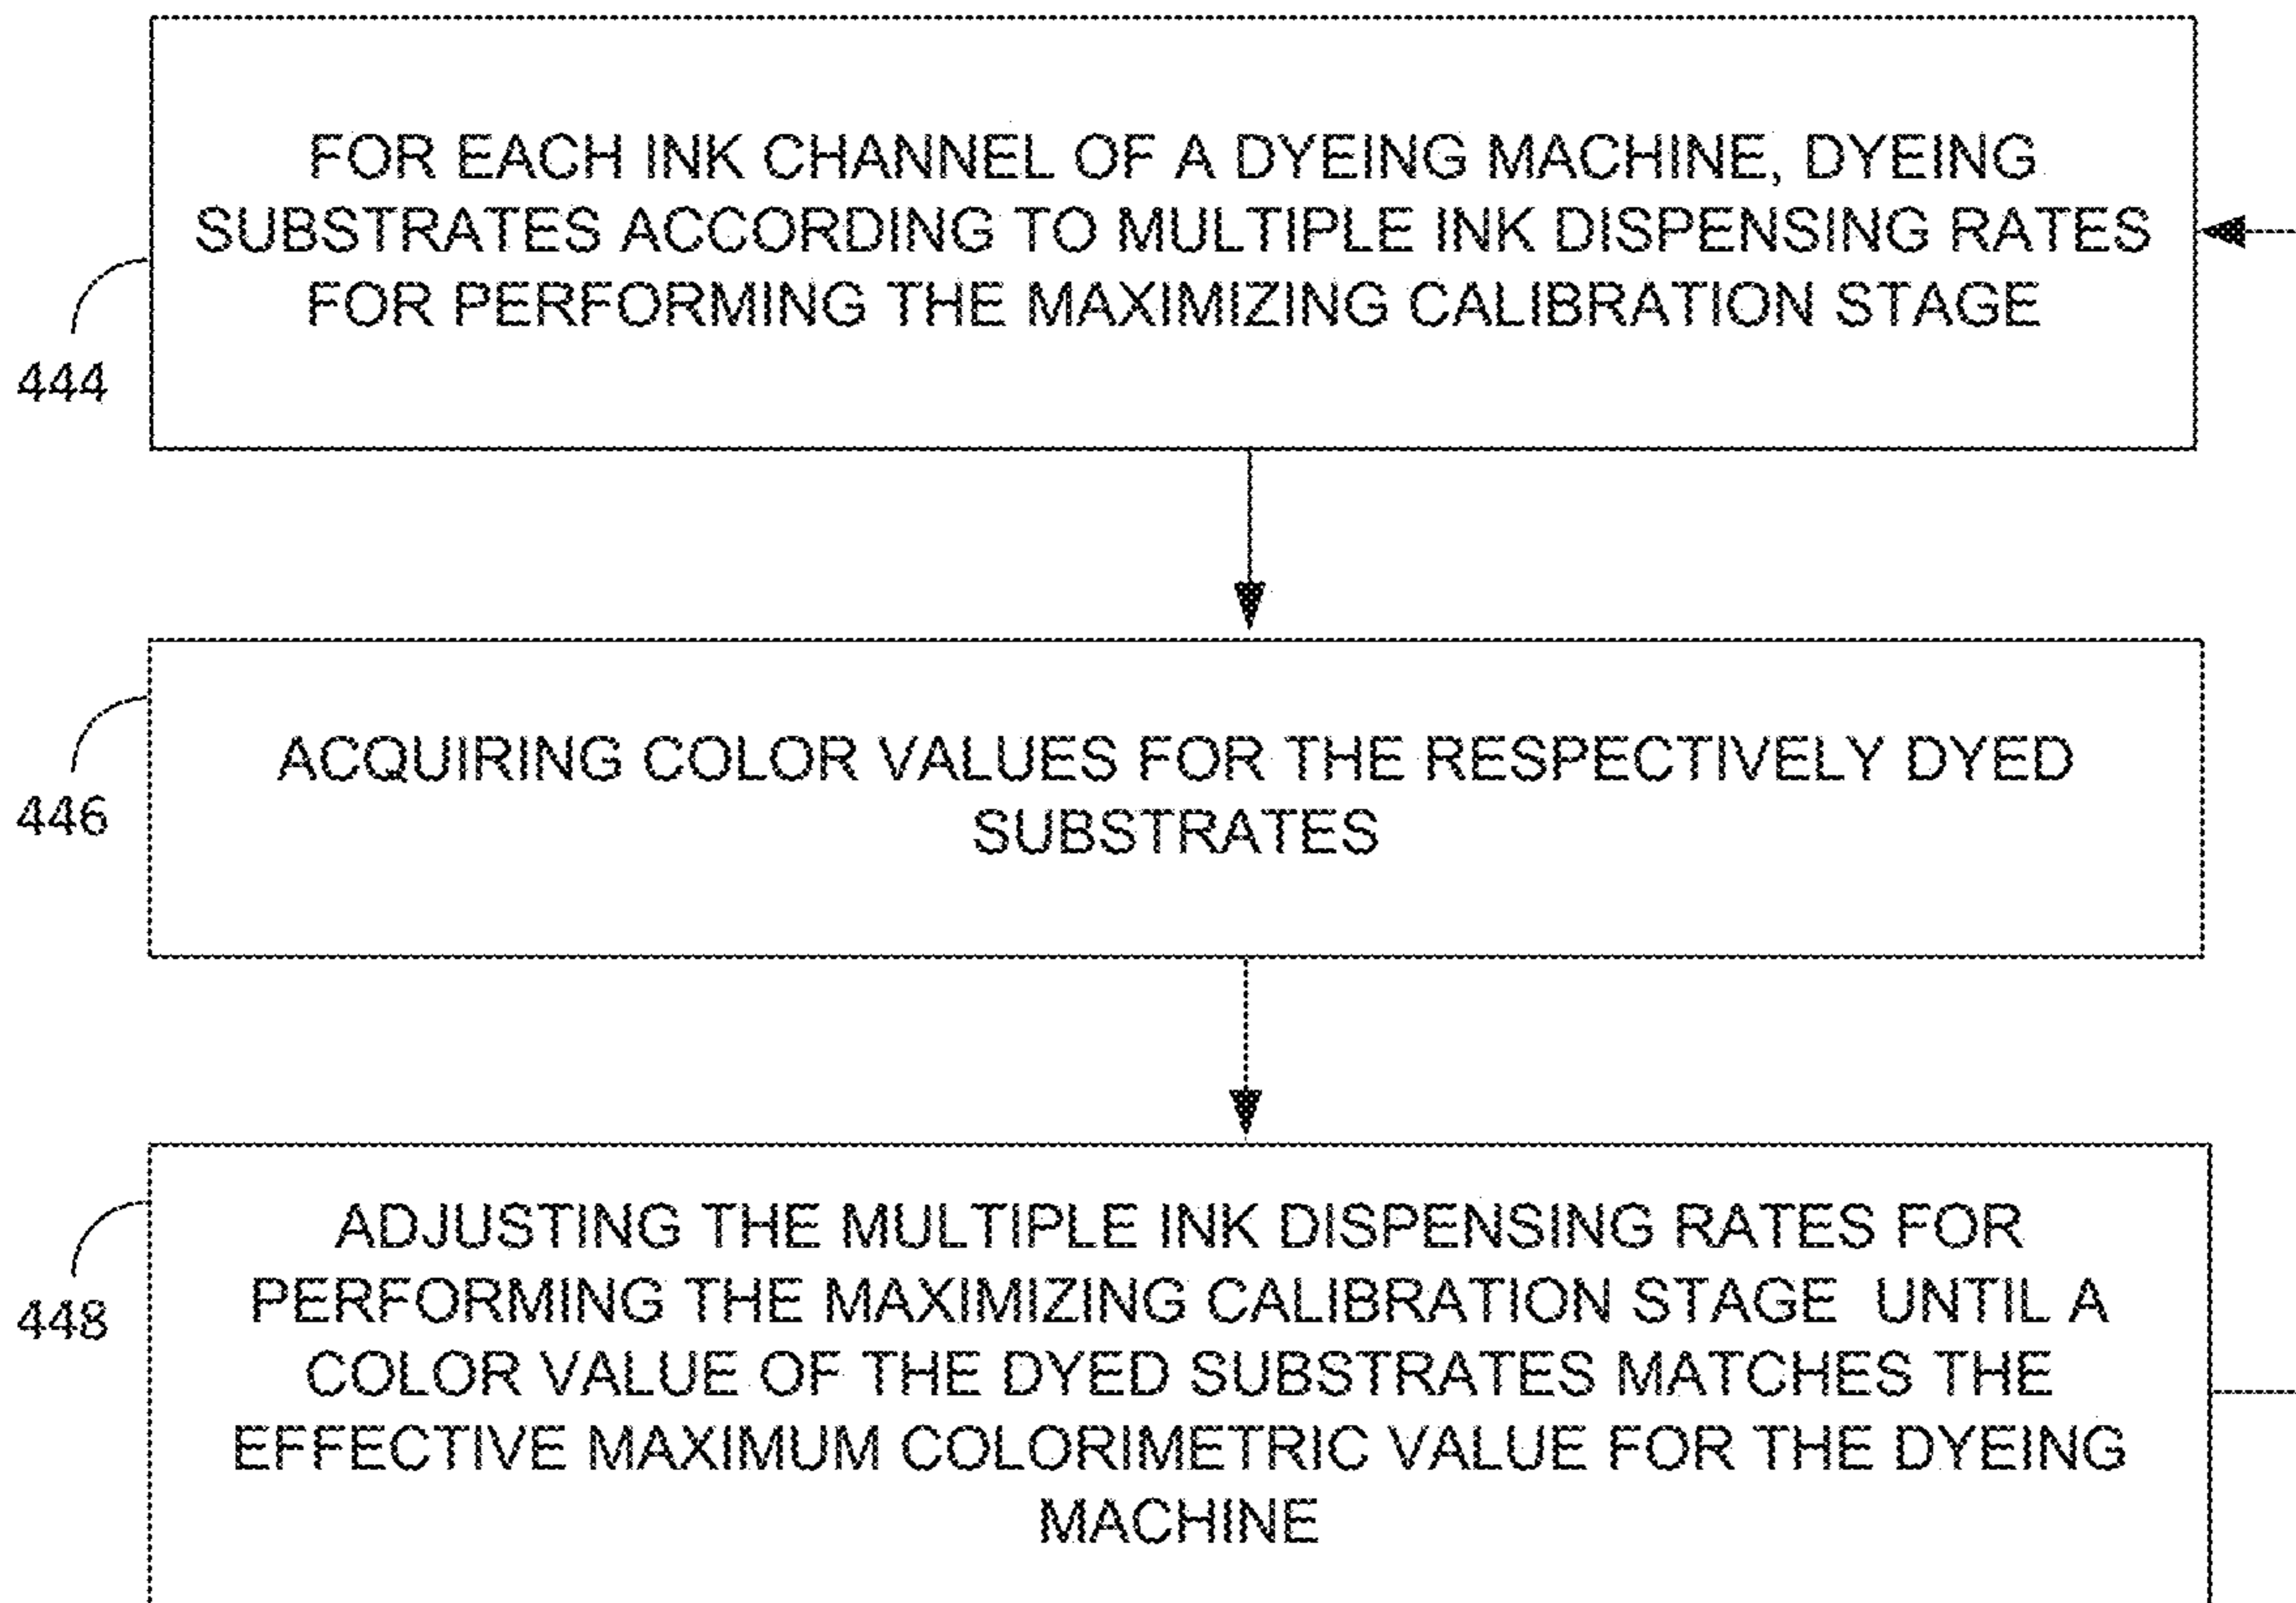 FOR EACH INK CHANNEL OF A DYEING MACHINE, DYEING
SUBSTRATES ACCORDING TO MULTIPLE INK DISPENSING RATES
FOR PERFORMING THE MAXIMIZING CALIBRATION STAGE
444
ACQUIRING COLOR VALUES FOR THE RESPECTIVELY DYED
SUBSTRATES
446
ADJUSTING THE MULTIPLE INK DISPENSING RATES FOR
PERFORMING THE MAXIMIZING CALIBRATION STAGE UNTIL A
COLOR VALUE OF THE DYED SUBSTRATES MATCHES THE
EFFECTIVE MAXIMUM COLORIMETRIC VALUE FOR THE DYEING
MACHINE
448